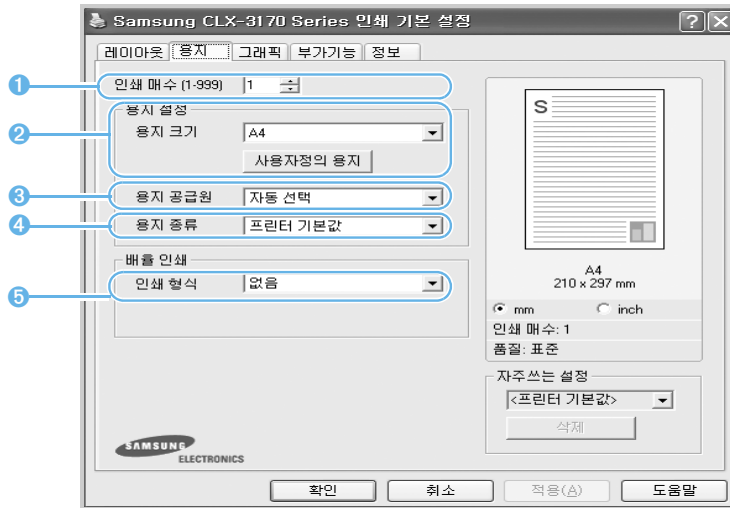 Samsung CLX-3170 Series 인쇄 기본 설정
레이아웃 용지 그래픽 부가기능 정보
1 인쇄 매수 (1-999) 1
용지 설정
2 용지 크기 A4
사용자정의 용지
3 용지 공급원 자동 선택
4 용지 종류 프린터 기본값
배율 인쇄
5 인쇄 형식 없음
S
A4
210 x 297 mm
mm inch
인쇄 매수: 1
품질: 표준
자주쓰는 설정
<프린터 기본값>
삭제
SAMSUNG
ELECTRONICS
확인 취소 적용(A) 도움말